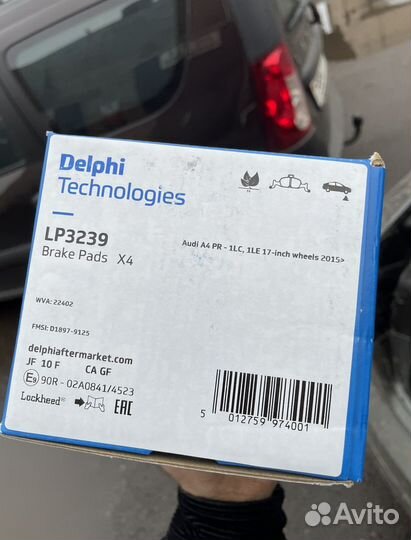 Delphi
Technologies
LP3239
Brake Pads X4
Audi A4 PR - 1LC, 1LE 17-inch wheels 2015>
WVA: 22402
FMSI: D1897-9125
delphiaftermarket.com
JF 10 F CA GF
E9 90R - 02A0841/4523
Lockheed EAC
5 012759 974001
Avito